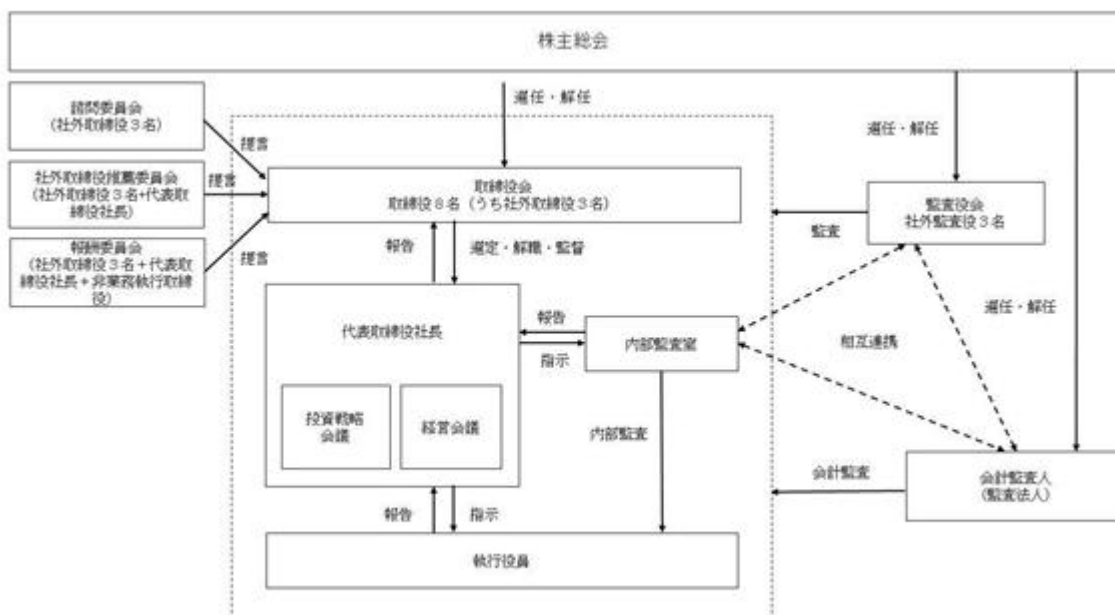 株主総会
諮問委員会
（社外取締役３名）
提言
選任・解任
選任・解任
社外取締役推薦委員会
（社外取締役３名+代表取
締役社長）
提言
取締役会
取締役８名（うち社外取締役３名）
監査役会
社外監査役３名
監査
報酬委員会
（社外取締役３名＋代表取
締役社長＋非業務執行取締
役）
提言
報告
選定・解職・監督
選任・解任
代表取締役社長
報告
指示
内部監査室
相互連携
投資戦略
会議
経営会議
内部監査
会計監査
会計監査人
（監査法人）
報告
指示
執行役員